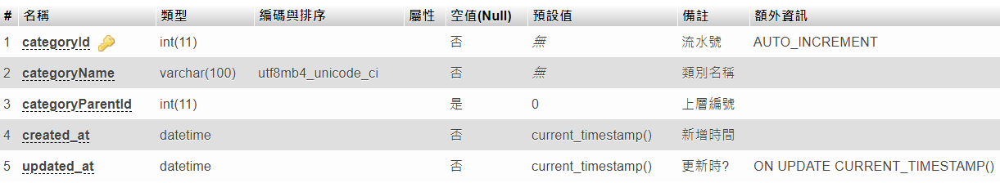 # 名稱 類型 編碼與排序 屬性 空值(Null) 預設值 備註 額外資訊
1 categoryId int(11) 否 無 流水號 AUTO_INCREMENT
2 categoryName varchar(100) utf8mb4_unicode_ci 否 無 類別名稱
3 categoryParentId int(11) 是 0 上層編號
4 created_at datetime 否 current_timestamp() 新增時間
5 updated_at datetime 否 current_timestamp() 更新時? ON UPDATE CURRENT_TIMESTAMP()